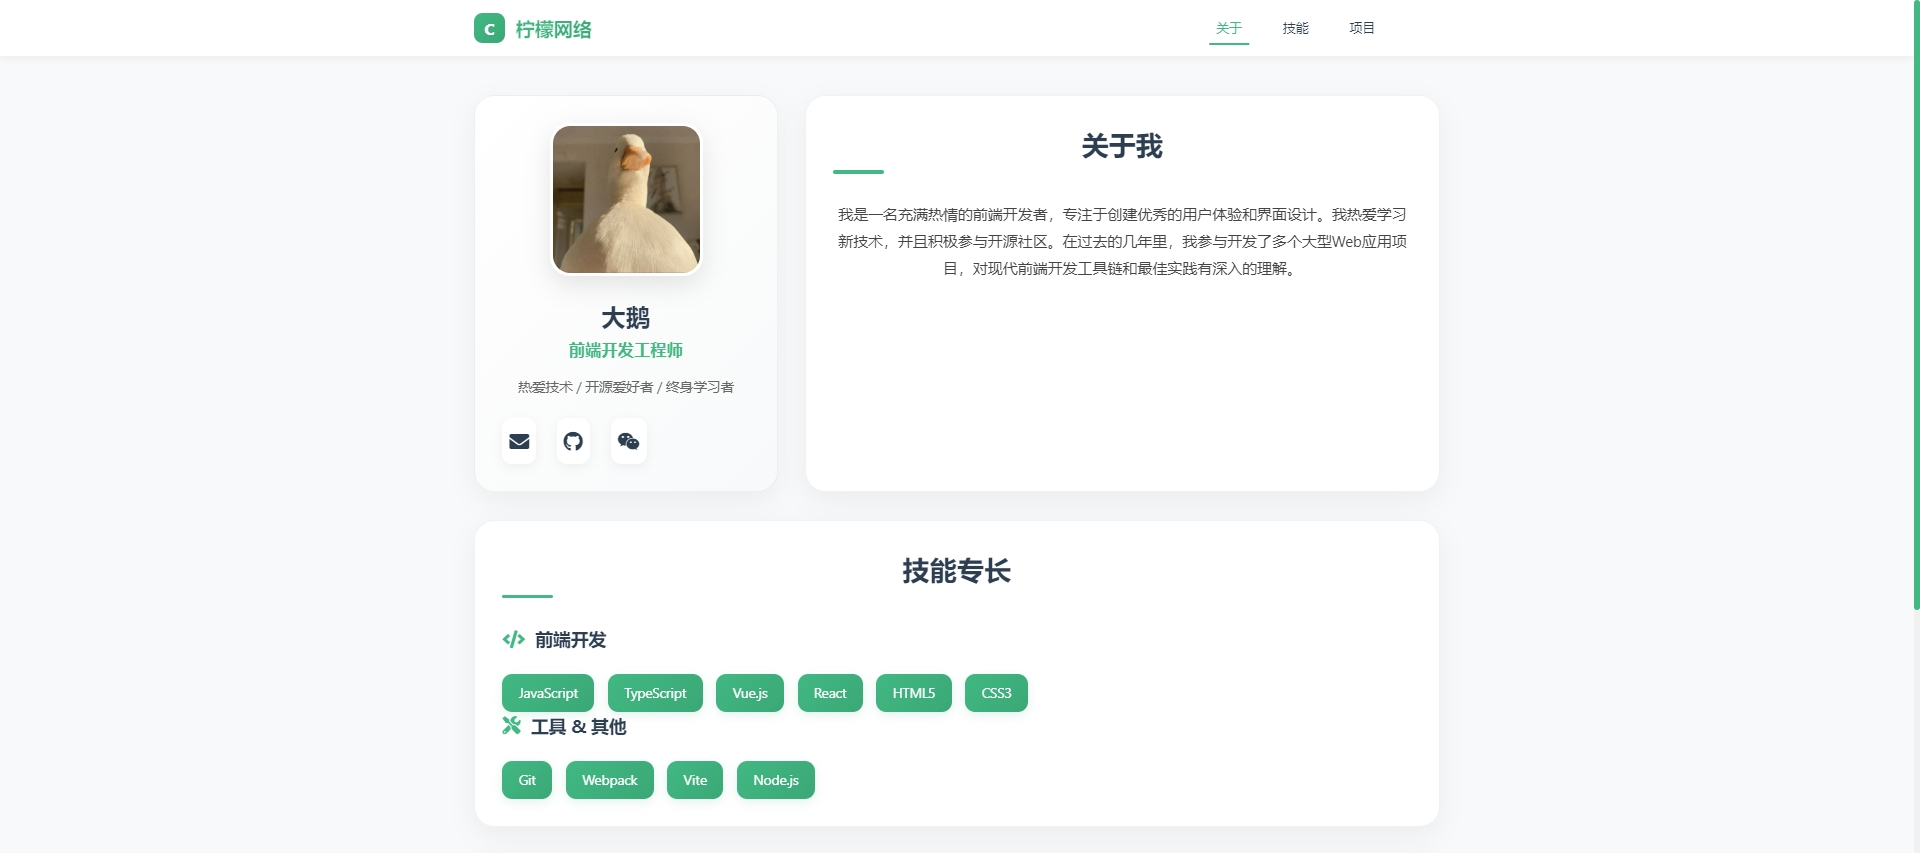 C 柠檬网络
关于 技能 项目
大鹅
前端开发工程师
热爱技术 / 开源爱好者 / 终身学习者
关于我
我是一名充满热情的前端开发者，专注于创建优秀的用户体验和界面设计。我热爱学习
新技术，并且积极参与开源社区。在过去的几年里，我参与开发了多个大型Web应用项
目，对现代前端开发工具链和最佳实践有深入的理解。
技能专长
前端开发
JavaScript TypeScript Vue.js React HTML5 CSS3
工具 & 其他
Git Webpack Vite Node.js